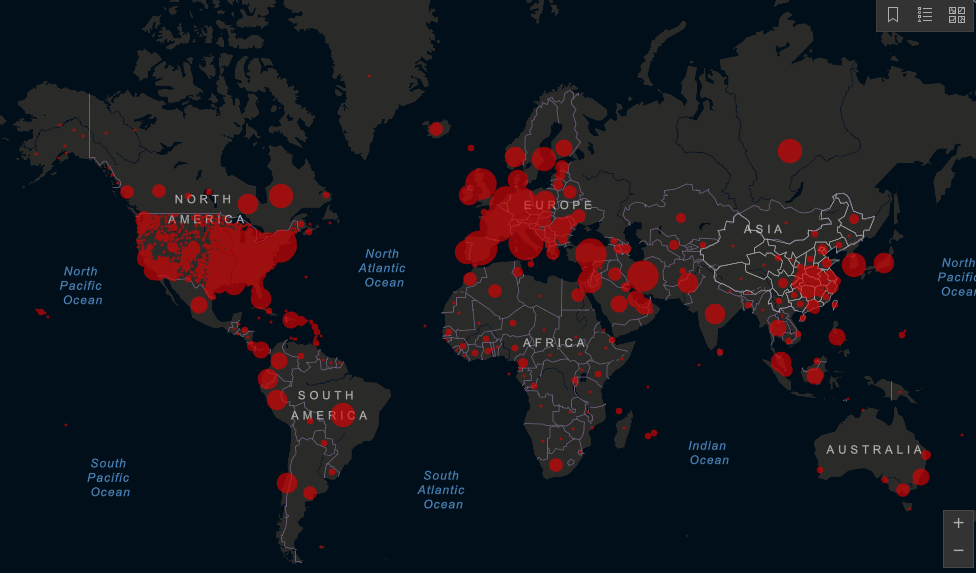 NORTH
AMERICA
EUROPE
ASIA
North
Pacific
Ocean
North
Atlantic
Ocean
North
Pacific
Ocean
AFRICA
SOUTH
AMERICA
AUSTRALIA
Indian
Ocean
South
Pacific
Ocean
South
Atlantic
Ocean
+
−